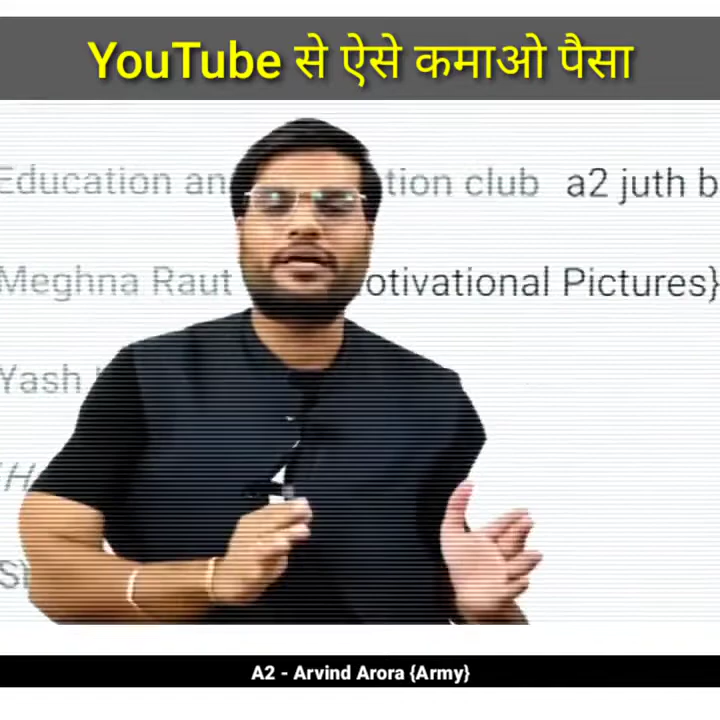 YouTube से ऐसे कमाओ पैसा
Education an tion club a2 juth b
Meghna Raut otivational Pictures}
Yash
A2 - Arvind Arora {Army}